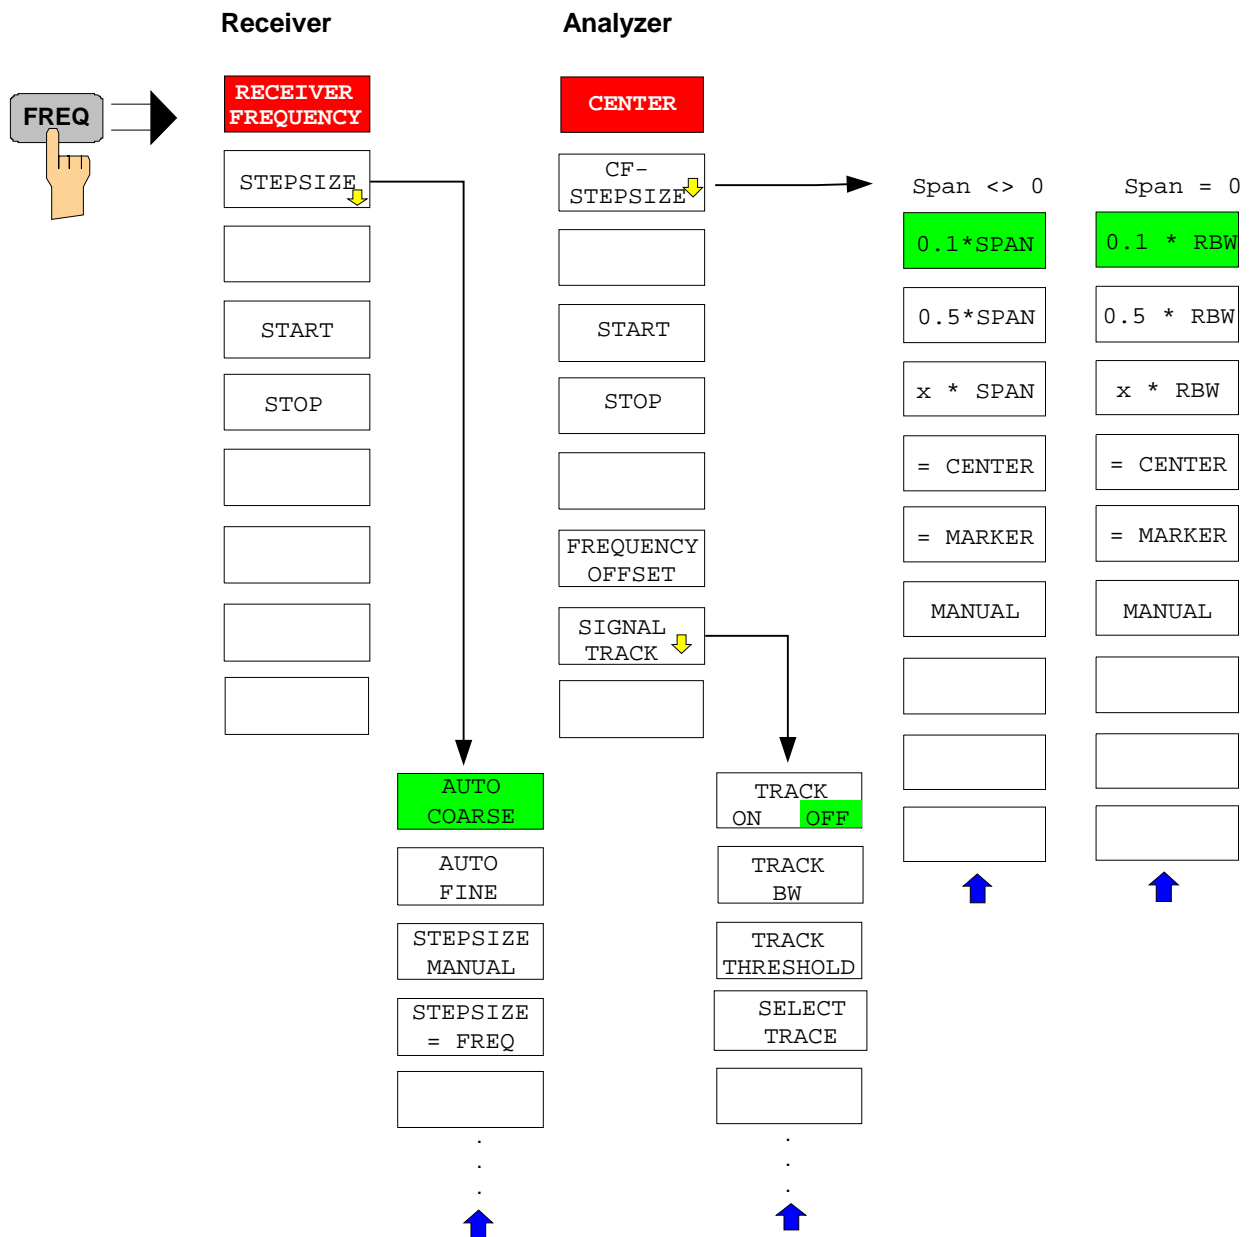 Receiver
Analyzer
FREQ
RECEIVER
FREQUENCY
STEPSIZE
START
STOP
CENTER
CF-
STEPSIZE
START
STOP
FREQUENCY
OFFSET
SIGNAL
TRACK
Span <> 0
0.1*SPAN
0.5*SPAN
x * SPAN
= CENTER
= MARKER
MANUAL
Span = 0
0.1 * RBW
0.5 * RBW
x * RBW
= CENTER
= MARKER
MANUAL
AUTO
COARSE
AUTO
FINE
STEPSIZE
MANUAL
STEPSIZE
= FREQ
.
.
.
TRACK
ON OFF
TRACK
BW
TRACK
THRESHOLD
SELECT
TRACE
.
.
.